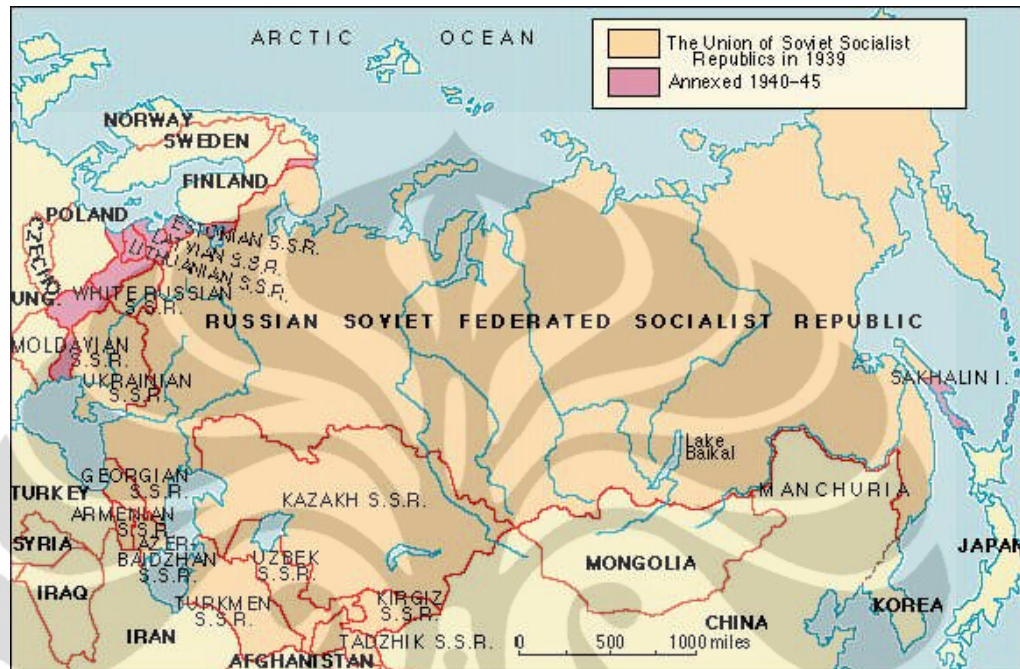 ARCTIC OCEAN
The Union of Soviet Socialist
Republics in 1939
Annexed 1940–45
NORWAY
SWEDEN
FINLAND
POLAND
CZECHO
ESTONIAN S.S.R.
LATVIAN S.S.R.
LITHUANIAN S.S.R.
UNG.
WHITE RUSSIAN
S.S.R.
RUSSIAN SOVIET FEDERATED SOCIALIST REPUBLIC
MOLDAVIAN
S.S.R.
UKRAINIAN
S.S.R.
SAKHALIN I.
Lake
Baikal
GEORGIAN
S.S.R.
TURKEY
KAZAKH S.S.R.
MANCHURIA
ARMENIAN
S.S.R.
SYRIA
AZER-
BAIDZHAN
S.S.R.
UZBEK
S.S.R.
MONGOLIA
JAPAN
IRAQ
TURKMEN
S.S.R.
KIRGIZ
S.S.R.
KOREA
CHINA
IRAN
TADZHIK S.S.R.
0 500 1000 miles
AFGHANISTAN